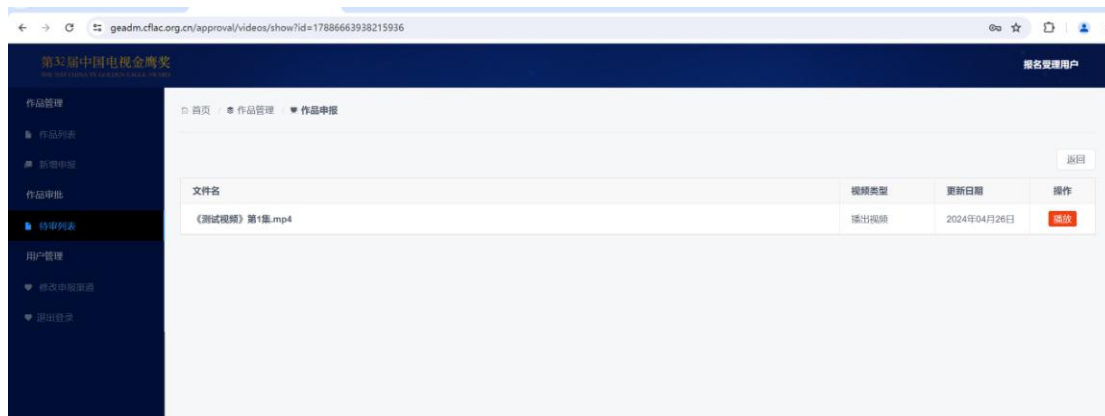 geadm.cflac.org.cn/approval/videos/show?id=17886663938215936
第32届中国电视金鹰奖
报名受理用户
作品管理
首页 / 作品管理 / 作品申报
作品列表
新增申报
返回
作品审批
文件名 视频类型 更新日期 操作
待审列表
《测试视频》第1集.mp4 播出视频 2024年04月26日 播放
用户管理
修改申报渠道
退出登录